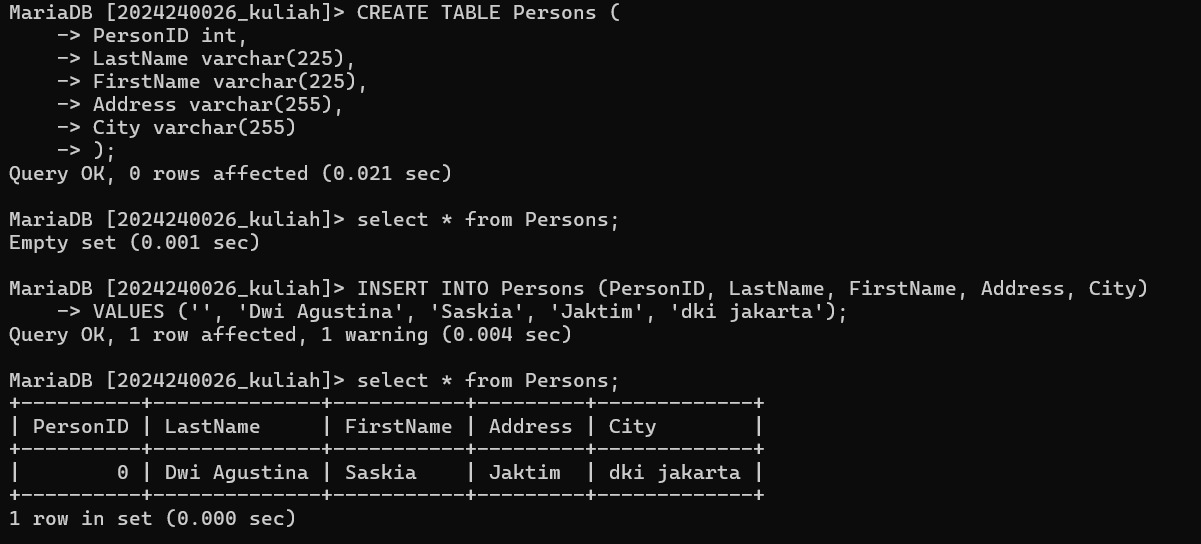 MariaDB [2024240026_kuliah]> CREATE TABLE Persons (
    -> PersonID int,
    -> LastName varchar(225),
    -> FirstName varchar(225),
    -> Address varchar(255),
    -> City varchar(255)
    -> );
Query OK, 0 rows affected (0.021 sec)

MariaDB [2024240026_kuliah]> select * from Persons;
Empty set (0.001 sec)

MariaDB [2024240026_kuliah]> INSERT INTO Persons (PersonID, LastName, FirstName, Address, City)
    -> VALUES ('', 'Dwi Agustina', 'Saskia', 'Jaktim', 'dki jakarta');
Query OK, 1 row affected, 1 warning (0.004 sec)

MariaDB [2024240026_kuliah]> select * from Persons;
+----------+--------------+-----------+---------+-------------+
| PersonID | LastName     | FirstName | Address | City        |
+----------+--------------+-----------+---------+-------------+
|        0 | Dwi Agustina | Saskia    | Jaktim  | dki jakarta |
+----------+--------------+-----------+---------+-------------+
1 row in set (0.000 sec)